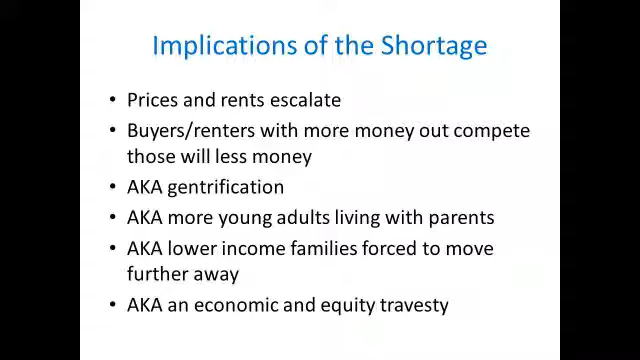 Implications of the Shortage
• Prices and rents escalate
• Buyers/renters with more money out compete
those will less money
• AKA gentrification
• AKA more young adults living with parents
• AKA lower income families forced to move
further away
• AKA an economic and equity travesty